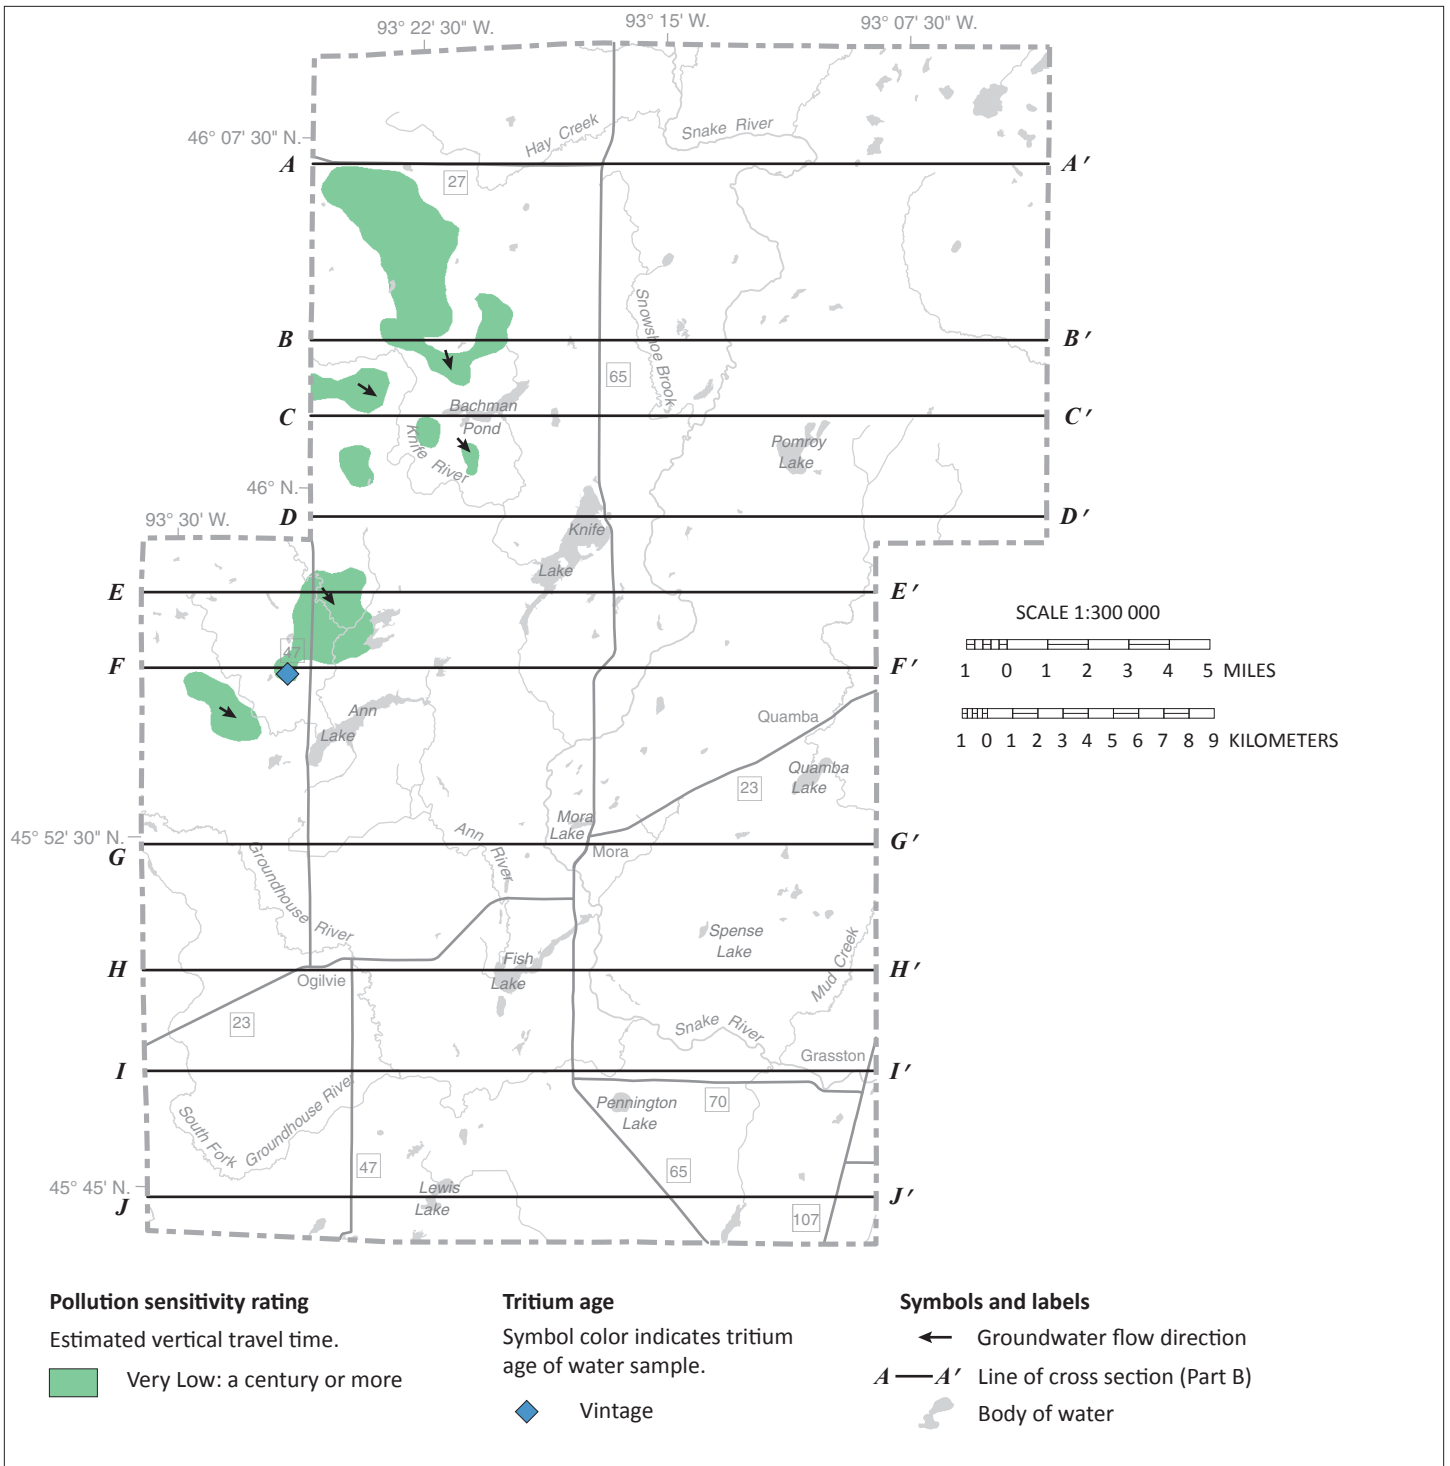 93° 22' 30" W.
93° 15' W.
93° 07' 30" W.
46° 07' 30" N.
Hay Creek
Snake River
A
A'
27
Snowshoe Brook
B
B'
65
Bachman
Pond
C
C'
Knife River
Pomroy
Lake
46° N.
93° 30' W.
D
D'
Knife
Lake
E
E'
SCALE 1:300 000
47
1 0 1 2 3 4 5 MILES
F
F'
Ann
Lake
Quamba
1 0 1 2 3 4 5 6 7 8 9 KILOMETERS
Quamba
Lake
23
Mora
Lake
45° 52' 30" N.
Ann River
G
G'
Mora
Groundhouse River
Spense
Lake
Mud Creek
Fish
Lake
H
H'
Ogilvie
23
Snake River
Grasston
I
I'
70
Pennington
Lake
South Fork Groundhouse River
47
65
45° 45' N.
Lewis
Lake
J
J'
107
Pollution sensitivity rating
Estimated vertical travel time.
Very Low: a century or more
Tritium age
Symbol color indicates tritium
age of water sample.
Vintage
Symbols and labels
Groundwater flow direction
A A' Line of cross section (Part B)
Body of water